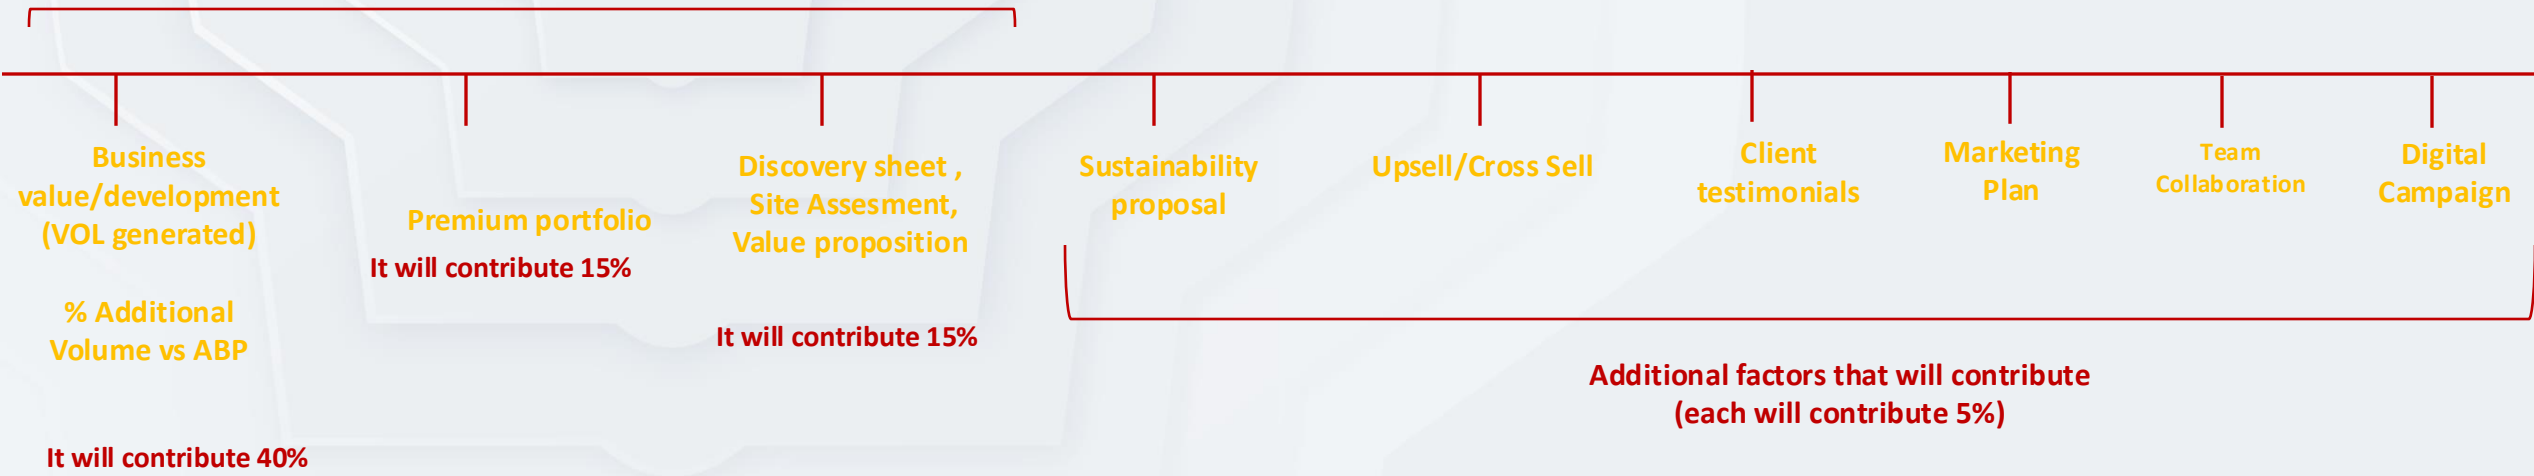 Business
value/development
(VOL generated)
% Additional
Volume vs ABP
It will contribute 40%
Premium portfolio
It will contribute 15%
Discovery sheet ,
Site Assesment,
Value proposition
It will contribute 15%
Sustainability
proposal
Upsell/Cross Sell
Client
testimonials
Marketing
Plan
Team
Collaboration
Digital
Campaign
Additional factors that will contribute
(each will contribute 5%)